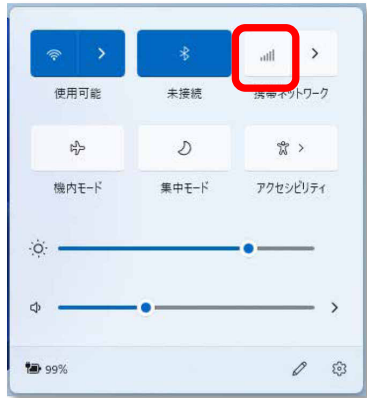 使用可能
未接続
携帯ネットワーク
機内モード
集中モード
アクセシビリティ
99%